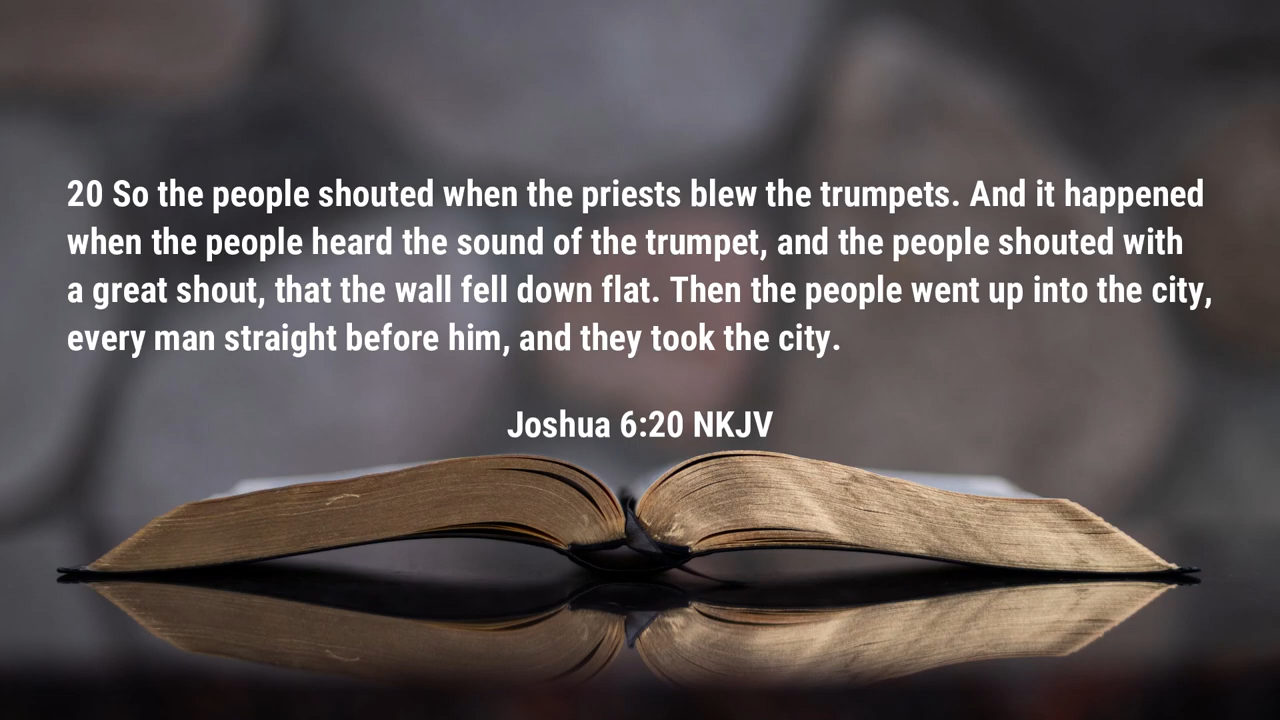 20 So the people shouted when the priests blew the trumpets. And it happened
when the people heard the sound of the trumpet, and the people shouted with
a great shout, that the wall fell down flat. Then the people went up into the city,
every man straight before him, and they took the city.
Joshua 6:20 NKJV